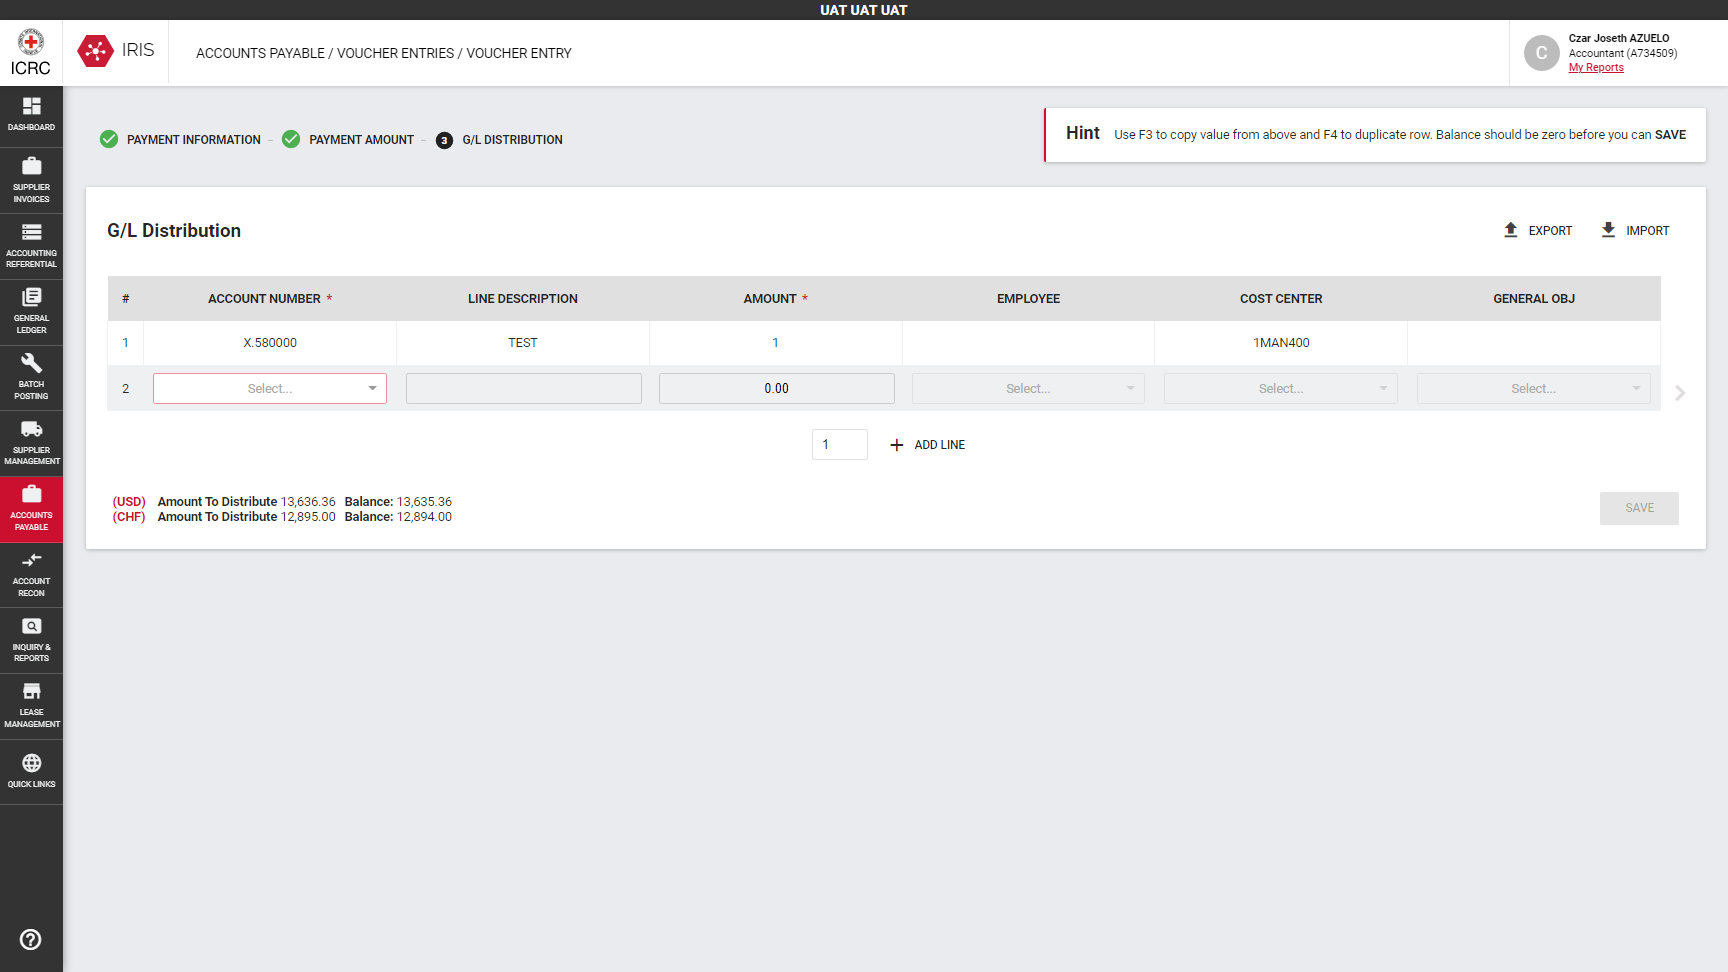 UAT UAT UAT
ICRC
IRIS
ACCOUNTS PAYABLE / VOUCHER ENTRIES / VOUCHER ENTRY
C
Czar Joseth AZUELO
Accountant (A734509)
My Reports
DASHBOARD
SUPPLIER
INVOICES
ACCOUNTING
REFERENTIAL
GENERAL
LEDGER
BATCH
POSTING
SUPPLIER
MANAGEMENT
ACCOUNTS
PAYABLE
ACCOUNT
RECON
INQUIRY &
REPORTS
LEASE
MANAGEMENT
QUICK LINKS
?
PAYMENT INFORMATION – PAYMENT AMOUNT – 3 G/L DISTRIBUTION
Hint Use F3 to copy value from above and F4 to duplicate row. Balance should be zero before you can SAVE
G/L Distribution
EXPORT IMPORT
# ACCOUNT NUMBER * LINE DESCRIPTION AMOUNT * EMPLOYEE COST CENTER GENERAL OBJ
1 X.580000 TEST 1 1MAN400
2 Select... 0.00 Select... Select... Select...
1 + ADD LINE
(USD) Amount To Distribute 13,636.36 Balance: 13,635.36
(CHF) Amount To Distribute 12,895.00 Balance: 12,894.00
SAVE